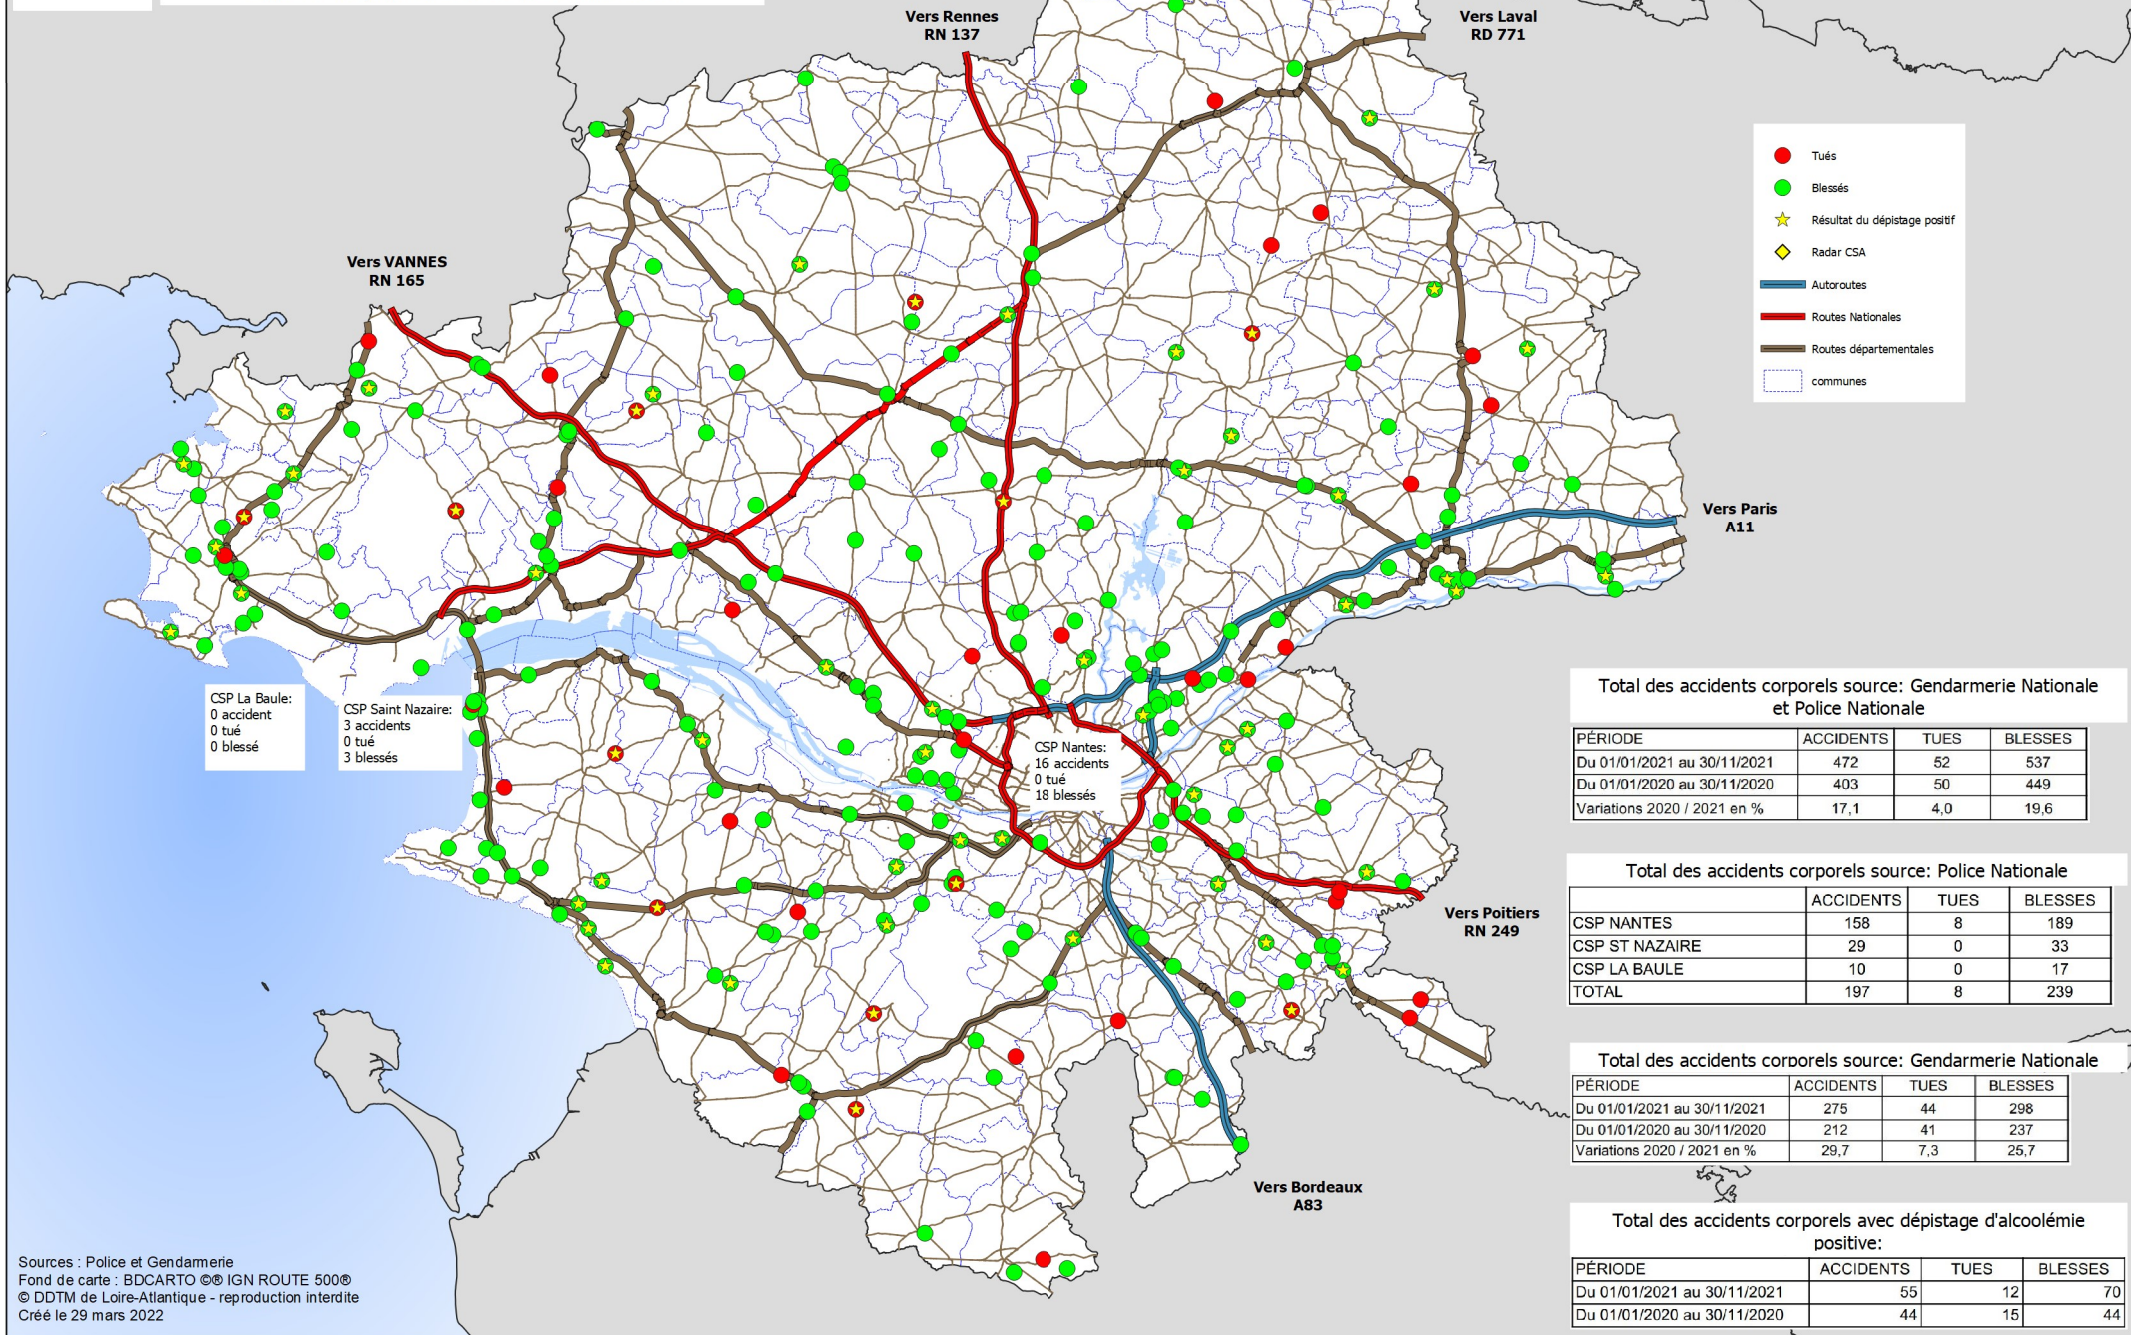 Vers Rennes
RN 137
Vers Laval
RD 771
Vers VANNES
RN 165
Tués
Blessés
Résultat du dépistage positif
Radar CSA
Autoroutes
Routes Nationales
Routes départementales
communes
Vers Paris
A11
CSP La Baule:
0 accident
0 tué
0 blessé
CSP Saint Nazaire:
3 accidents
0 tué
3 blessés
CSP Nantes:
16 accidents
0 tué
18 blessés
Vers Poitiers
RN 249
Vers Bordeaux
A83
Total des accidents corporels source: Gendarmerie Nationale
et Police Nationale
PÉRIODE ACCIDENTS TUES BLESSES
Du 01/01/2021 au 30/11/2021 472 52 537
Du 01/01/2020 au 30/11/2020 403 50 449
Variations 2020 / 2021 en % 17,1 4,0 19,6
Total des accidents corporels source: Police Nationale
ACCIDENTS TUES BLESSES
CSP NANTES 158 8 189
CSP ST NAZAIRE 29 0 33
CSP LA BAULE 10 0 17
TOTAL 197 8 239
Total des accidents corporels source: Gendarmerie Nationale
PÉRIODE ACCIDENTS TUES BLESSES
Du 01/01/2021 au 30/11/2021 275 44 298
Du 01/01/2020 au 30/11/2020 212 41 237
Variations 2020 / 2021 en % 29,7 7,3 25,7
Total des accidents corporels avec dépistage d'alcoolémie
positive:
PÉRIODE ACCIDENTS TUES BLESSES
Du 01/01/2021 au 30/11/2021 55 12 70
Du 01/01/2020 au 30/11/2020 44 15 44
Sources : Police et Gendarmerie
Fond de carte : BDCARTO ©® IGN ROUTE 500®
© DDTM de Loire-Atlantique - reproduction interdite
Créé le 29 mars 2022